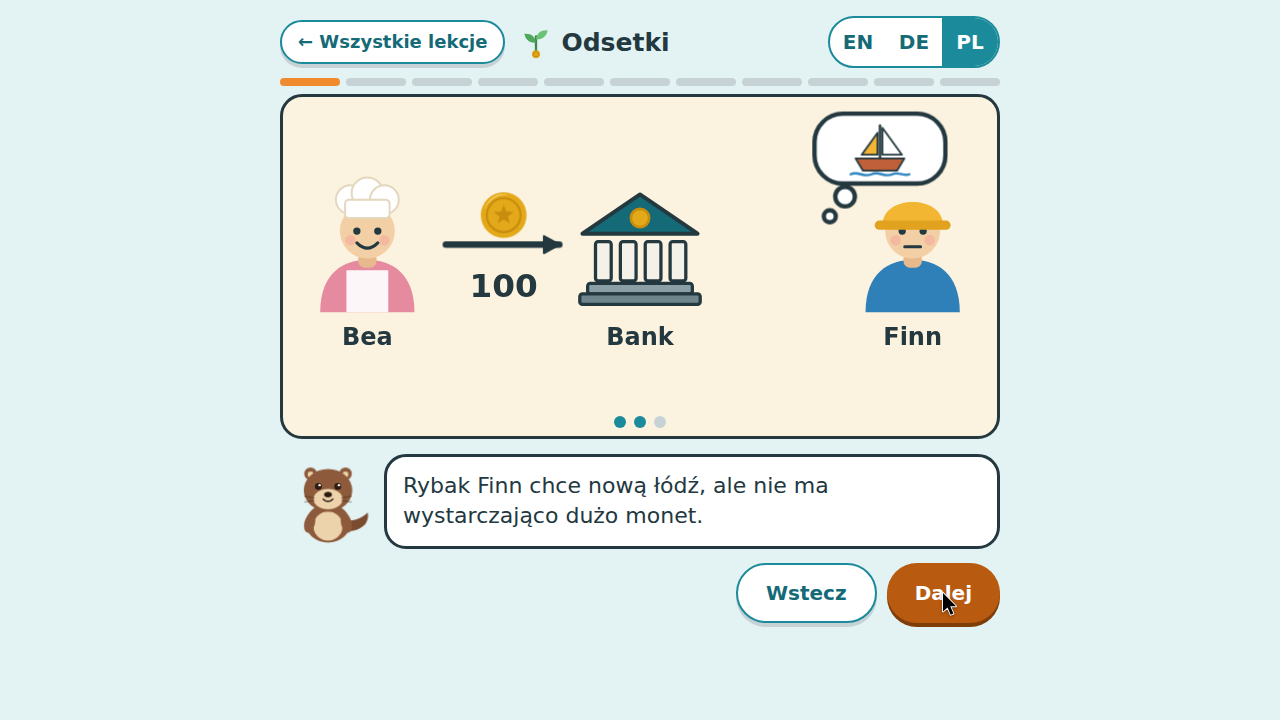 ← Wszystkie lekcje
Odsetki
EN DE PL
100
Bea
Bank
Finn
Rybak Finn chce nową łódź, ale nie ma
wystarczająco dużo monet.
Wstecz
Dalej